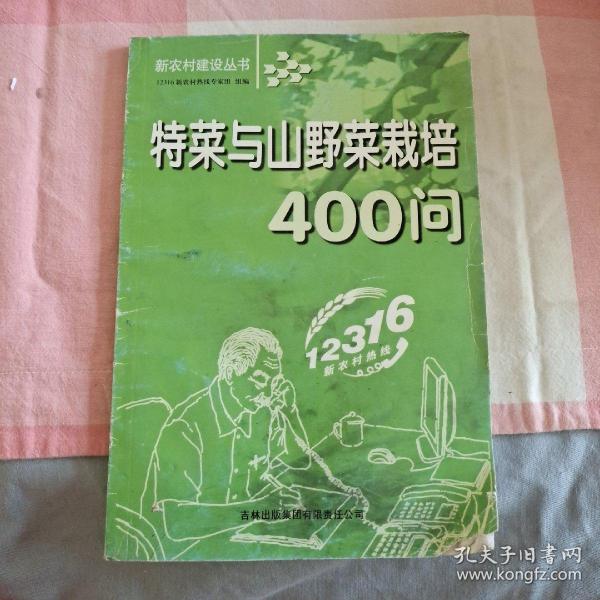 新农村建设丛书
12316新农村热线专家组 组编
特菜与山野菜栽培
400问
12316
新农村热线
吉林出版集团有限责任公司
孔夫子旧书网
www.kongfz.com